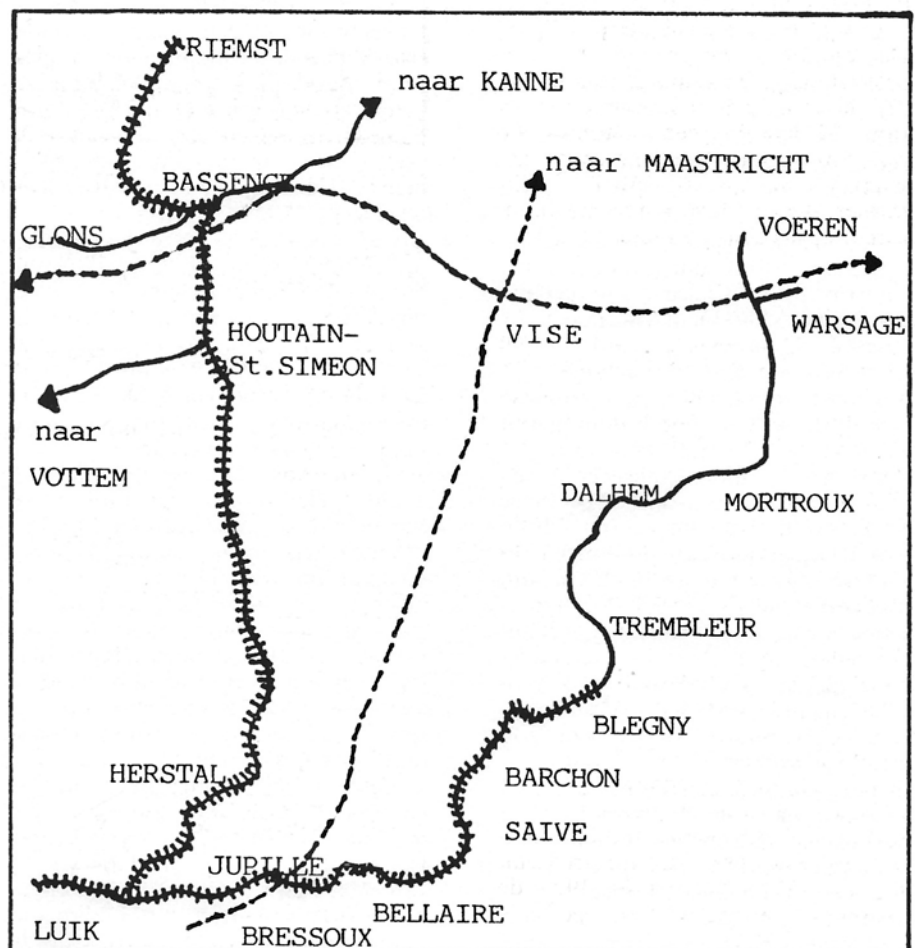 RIEMST
naar KANNE
naar MAASTRICHT
BASSENGE
GLONS
VOEREN
WARSAGE
VISE
HOUTAIN-
St.SIMEON
naar
VOTTEM
DALHEM
MORTROUX
TREMBLEUR
BLEGNY
HERSTAL
BARCHON
SAIVE
JUPILLE
BELLAIRE
LUIK
BRESSOUX